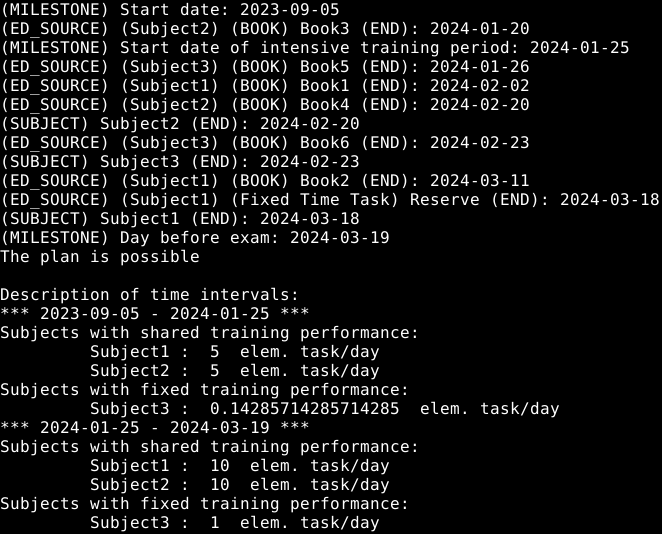 (MILESTONE) Start date: 2023-09-05
(ED_SOURCE) (Subject2) (BOOK) Book3 (END): 2024-01-20
(MILESTONE) Start date of intensive training period: 2024-01-25
(ED_SOURCE) (Subject3) (BOOK) Book5 (END): 2024-01-26
(ED_SOURCE) (Subject1) (BOOK) Book1 (END): 2024-02-02
(ED_SOURCE) (Subject2) (BOOK) Book4 (END): 2024-02-20
(SUBJECT) Subject2 (END): 2024-02-20
(ED_SOURCE) (Subject3) (BOOK) Book6 (END): 2024-02-23
(SUBJECT) Subject3 (END): 2024-02-23
(ED_SOURCE) (Subject1) (BOOK) Book2 (END): 2024-03-11
(ED_SOURCE) (Subject1) (Fixed Time Task) Reserve (END): 2024-03-18
(SUBJECT) Subject1 (END): 2024-03-18
(MILESTONE) Day before exam: 2024-03-19
The plan is possible
Description of time intervals:
*** 2023-09-05 - 2024-01-25 ***
Subjects with shared training performance:
Subject1 : 5 elem. task/day
Subject2 : 5 elem. task/day
Subjects with fixed training performance:
Subject3 : 0.14285714285714285 elem. task/day
*** 2024-01-25 - 2024-03-19 ***
Subjects with shared training performance:
Subject1 : 10 elem. task/day
Subject2 : 10 elem. task/day
Subjects with fixed training performance:
Subject3 : 1 elem. task/day